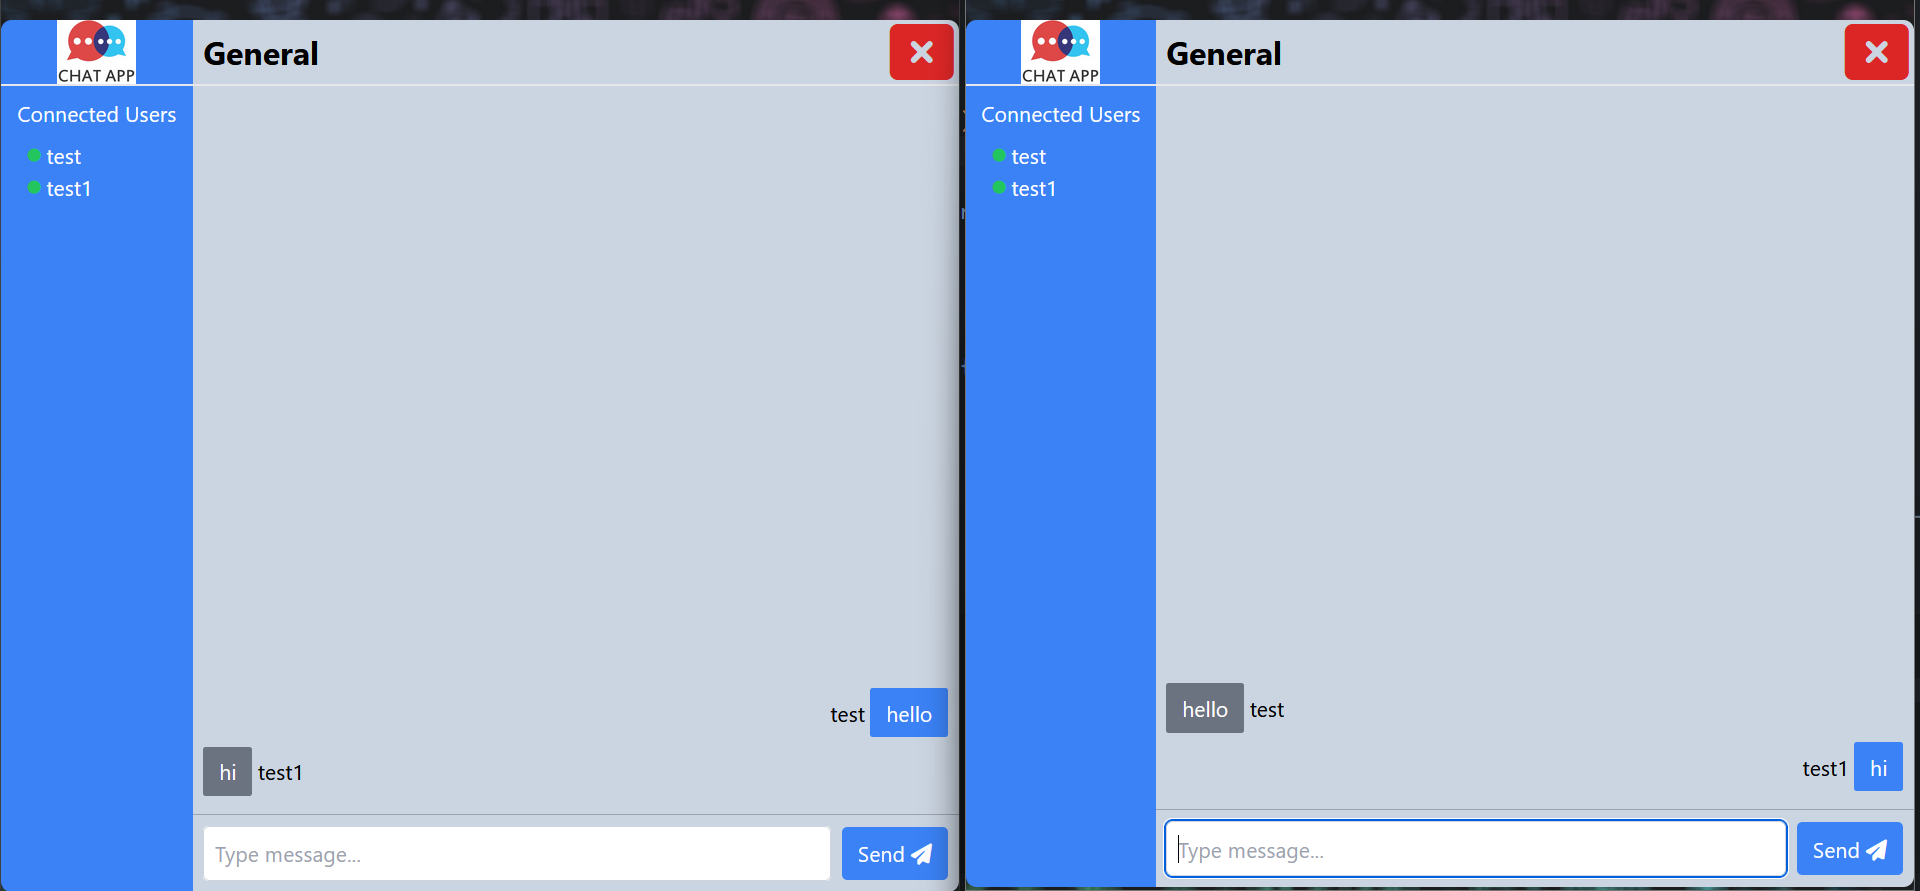 CHAT APP
General
Connected Users
test
test1
test hello
hi test1
Type message...
Send
CHAT APP
General
Connected Users
test
test1
hello test
test1 hi
Type message...
Send